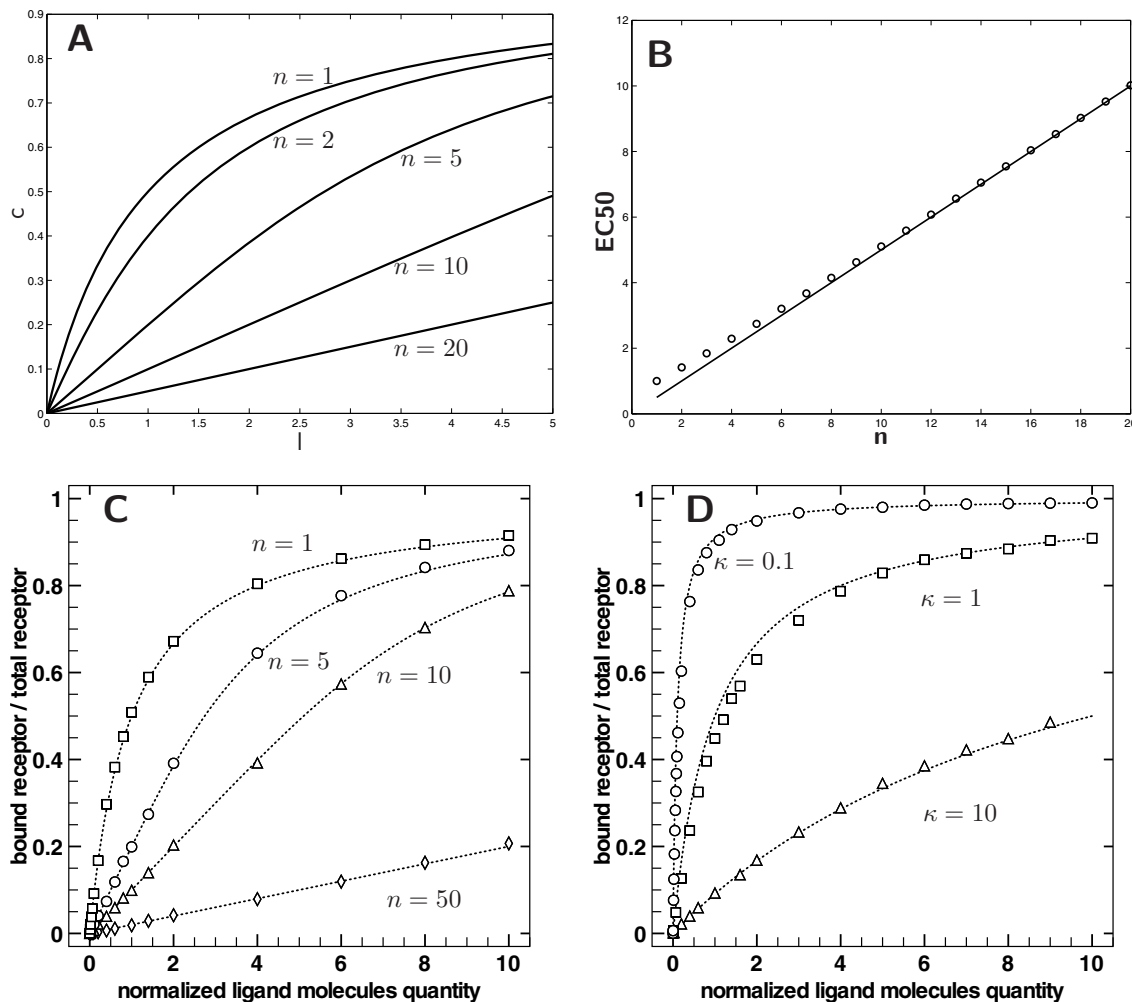 A
n = 1
n = 2
n = 5
n = 10
n = 20
0.9
0.8
0.7
0.6
0.5
0.4
0.3
0.2
0.1
0
c
0 0.5 1 1.5 2 2.5 3 3.5 4 4.5 5
l
B
12
10
8
6
4
2
0
EC50
0 2 4 6 8 10 12 14 16 18 20
n
C
n = 1
n = 5
n = 10
n = 50
1
0.8
0.6
0.4
0.2
0
bound receptor / total receptor
0 2 4 6 8 10
normalized ligand molecules quantity
D
κ = 0.1
κ = 1
κ = 10
1
0.8
0.6
0.4
0.2
0
bound receptor / total receptor
0 1 2 3 4 5 6 7 8 9 10
normalized ligand molecules quantity